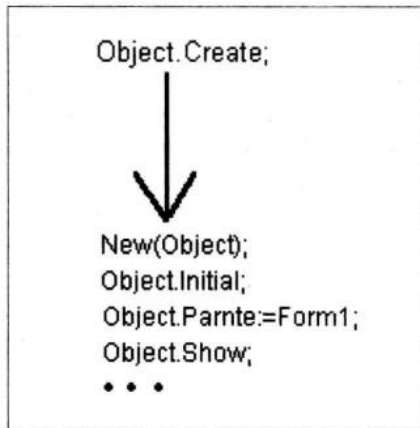 Object.Create;
New(Object);
Object.Initial;
Object.Parnte:=Form1;
Object.Show;
• • •